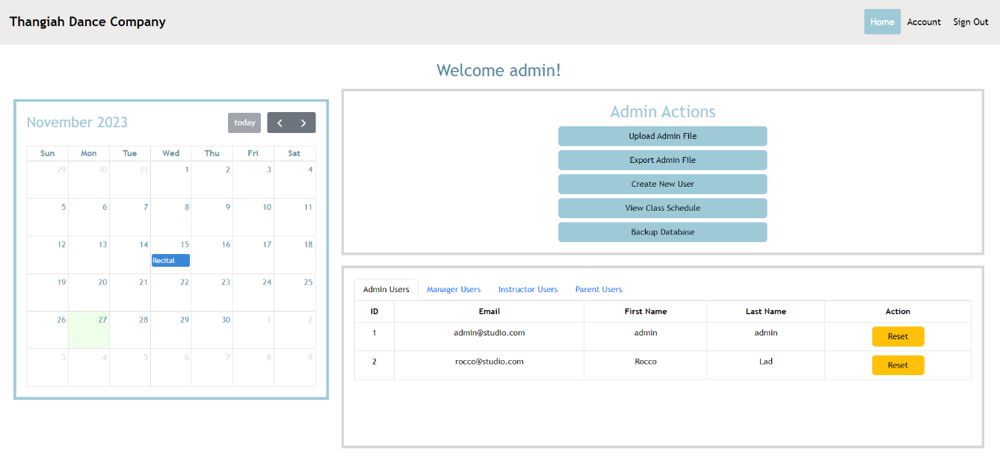 Thangiah Dance Company
Home Account Sign Out
Welcome admin!
November 2023
today
Sun Mon Tue Wed Thu Fri Sat
29 30 31 1 2 3 4
5 6 7 8 9 10 11
12 13 14 15 16 17 18
Recital
19 20 21 22 23 24 25
26 27 28 29 30 1 2
3 4 5 6 7 8 9
Admin Actions
Upload Admin File
Export Admin File
Create New User
View Class Schedule
Backup Database
Admin Users Manager Users Instructor Users Parent Users
ID Email First Name Last Name Action
1 admin@studio.com admin admin Reset
2 rocco@studio.com Rocco Lad Reset